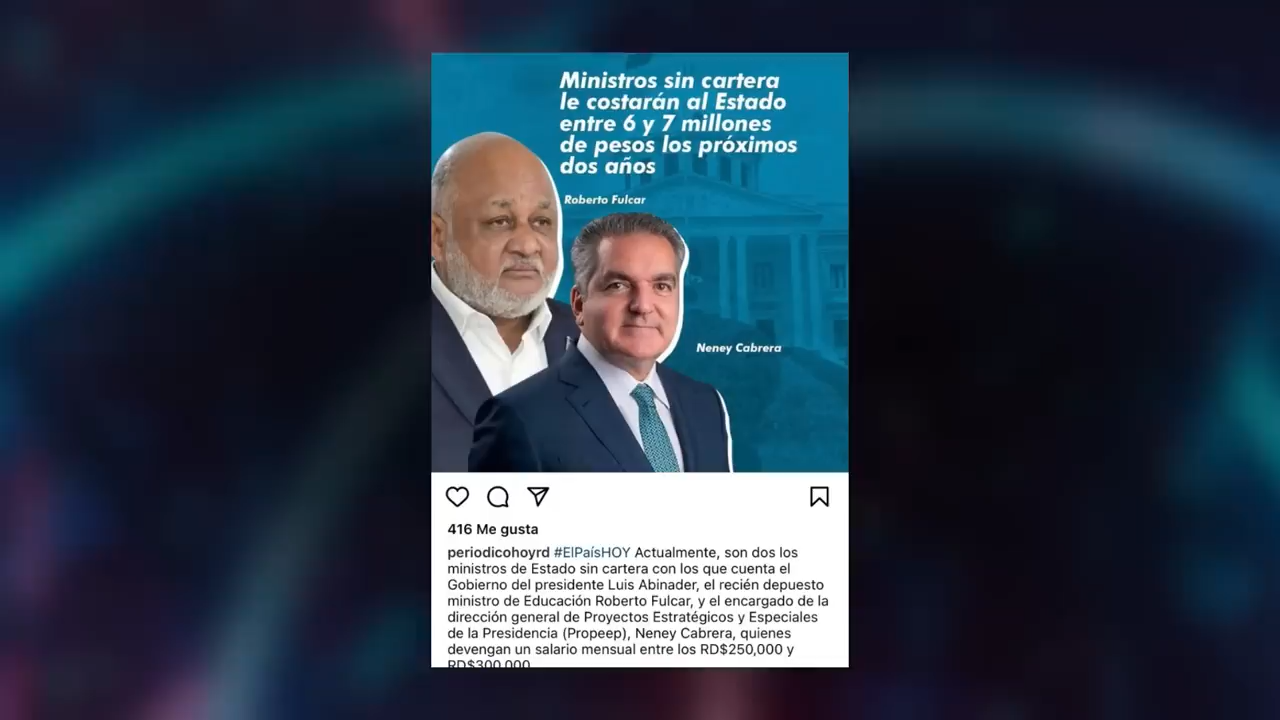 Ministros sin cartera
le costarán al Estado
entre 6 y 7 millones
de pesos los próximos
dos años
Roberto Fulcar
Neney Cabrera
416 Me gusta
periodicohoyrd #ElPaísHOY Actualmente, son dos los
ministros de Estado sin cartera con los que cuenta el
Gobierno del presidente Luis Abinader, el recién depuesto
ministro de Educación Roberto Fulcar, y el encargado de la
dirección general de Proyectos Estratégicos y Especiales
de la Presidencia (Propeep), Neney Cabrera, quienes
devengan un salario mensual entre los RD$250,000 y
RD$300,000